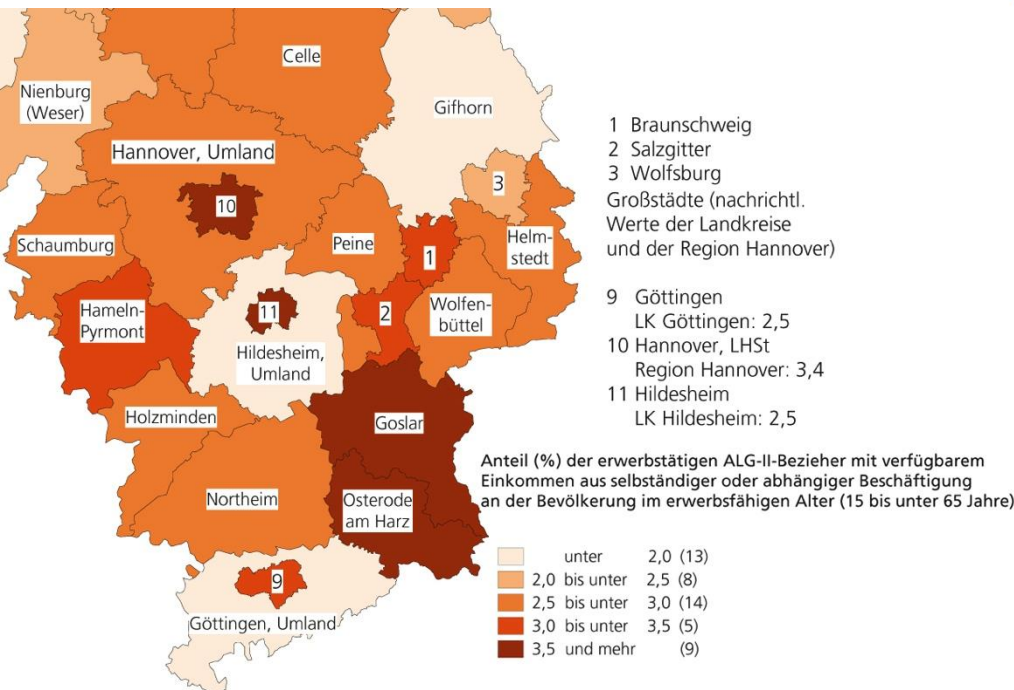 Celle
Nienburg
(Weser)
Gifhorn
Hannover, Umland
3
10
Schaumburg
Peine
1
Helm-
stedt
Hameln-
Pyrmont
11
2
Wolfen-
büttel
Hildesheim,
Umland
Holzminden
Goslar
Northeim
Osterode
am Harz
9
Göttingen, Umland
1 Braunschweig
2 Salzgitter
3 Wolfsburg
Großstädte (nachrichtl.
Werte der Landkreise
und der Region Hannover)
9 Göttingen
LK Göttingen: 2,5
10 Hannover, LHSt
Region Hannover: 3,4
11 Hildesheim
LK Hildesheim: 2,5
Anteil (%) der erwerbstätigen ALG-II-Bezieher mit verfügbarem
Einkommen aus selbständiger oder abhängiger Beschäftigung
an der Bevölkerung im erwerbsfähigen Alter (15 bis unter 65 Jahre)
unter 2,0 (13)
2,0 bis unter 2,5 (8)
2,5 bis unter 3,0 (14)
3,0 bis unter 3,5 (5)
3,5 und mehr (9)